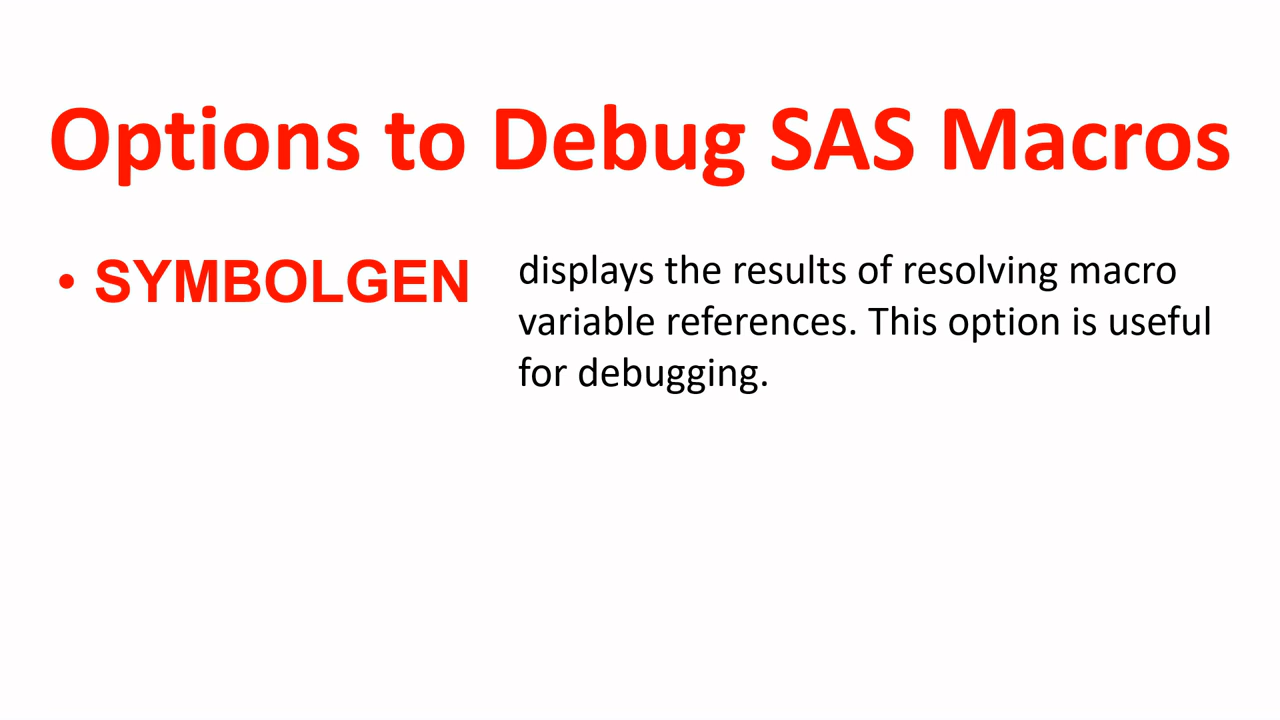 Options to Debug SAS Macros
• SYMBOLGEN
displays the results of resolving macro
variable references. This option is useful
for debugging.